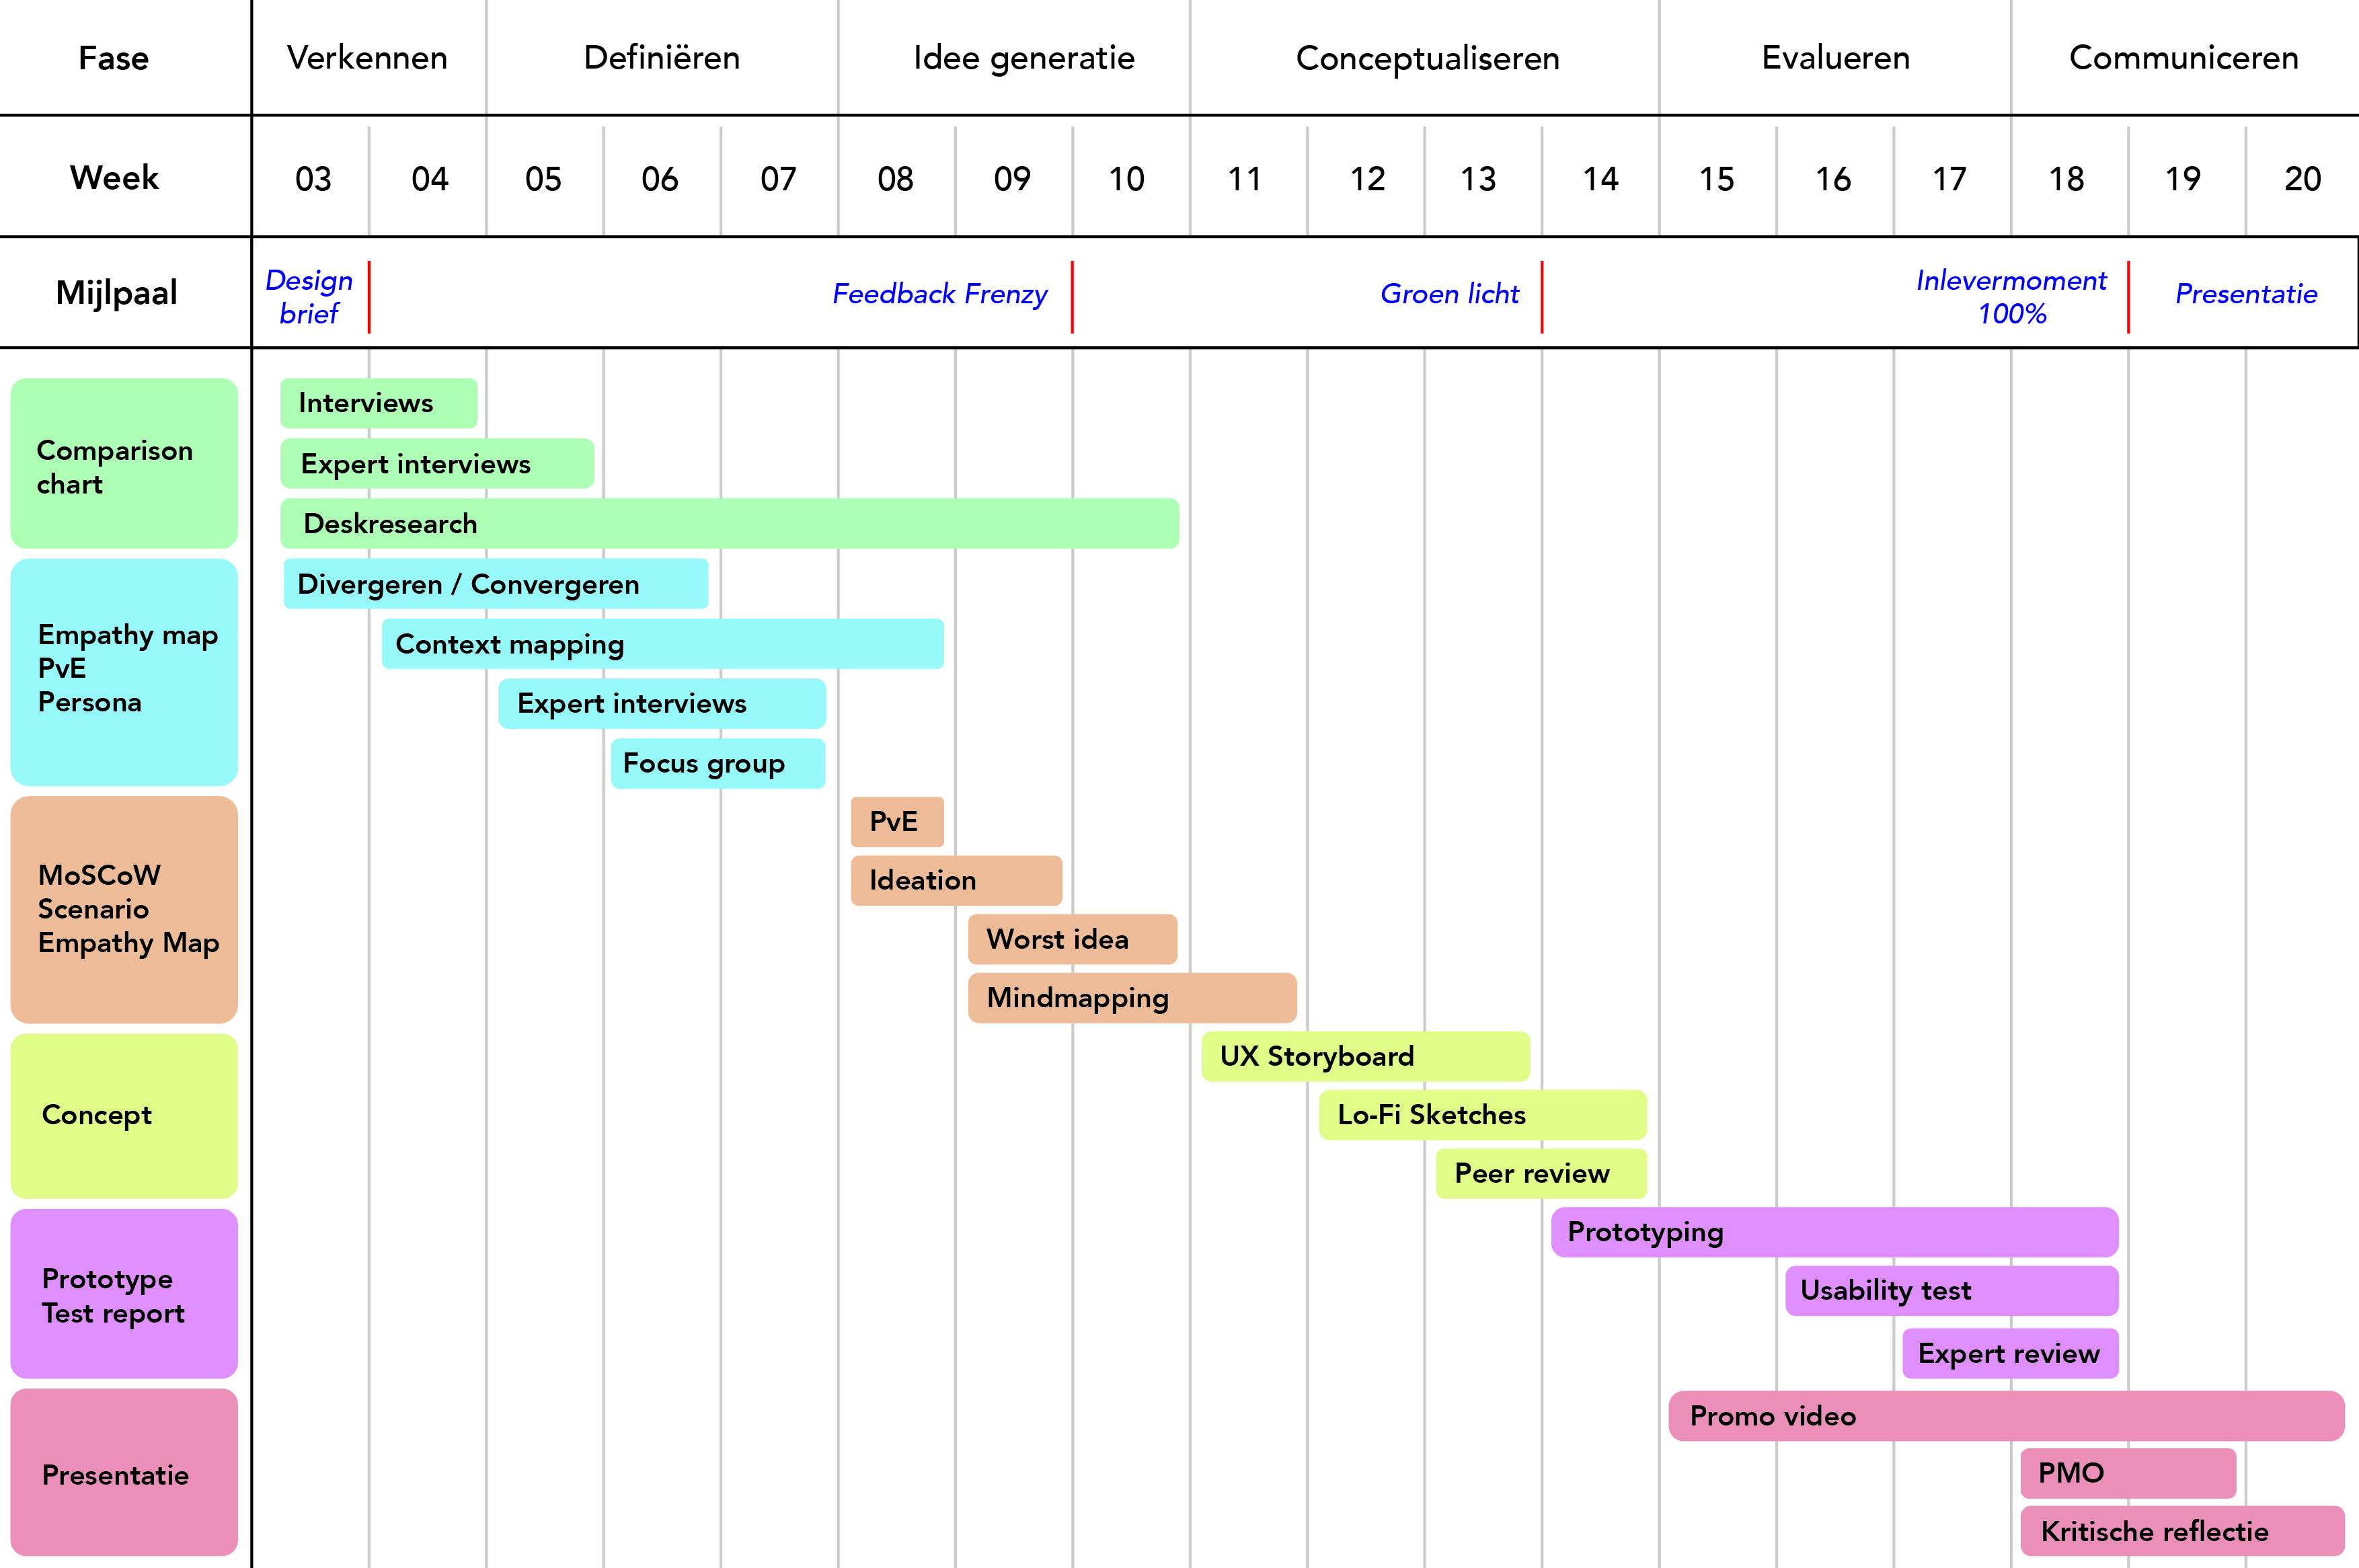 Fase Verkennen Definiëren Idee generatie Conceptualiseren Evalueren Communiceren
Week 03 04 05 06 07 08 09 10 11 12 13 14 15 16 17 18 19 20
Mijlpaal
Design
brief
Feedback Frenzy
Groen licht
Inlevermoment
100%
Presentatie
Comparison
chart
Interviews
Expert interviews
Deskresearch
Empathy map
PvE
Persona
Divergeren / Convergeren
Context mapping
Expert interviews
Focus group
MoSCoW
Scenario
Empathy Map
PvE
Ideation
Worst idea
Mindmapping
Concept
UX Storyboard
Lo-Fi Sketches
Peer review
Prototype
Test report
Prototyping
Usability test
Expert review
Presentatie
Promo video
PMO
Kritische reflectie